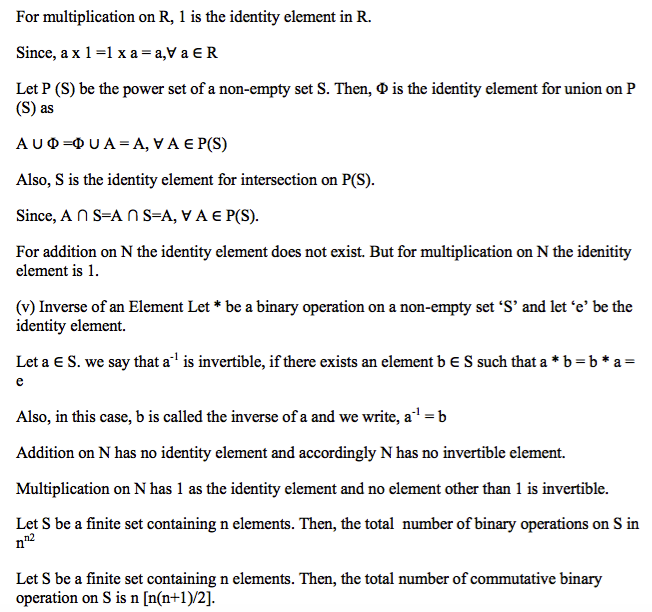 For multiplication on R, 1 is the identity element in R.
Since, a x 1 =1 x a = a,∀ a ∈ R
Let P (S) be the power set of a non-empty set S. Then, Φ is the identity element for union on P
(S) as
A ∪ Φ =Φ ∪ A = A, ∀ A ∈ P(S)
Also, S is the identity element for intersection on P(S).
Since, A ∩ S=A ∩ S=A, ∀ A ∈ P(S).
For addition on N the identity element does not exist. But for multiplication on N the idenitity
element is 1.
(v) Inverse of an Element Let * be a binary operation on a non-empty set ‘S’ and let ‘e’ be the
identity element.
Let a ∈ S. we say that a⁻¹ is invertible, if there exists an element b ∈ S such that a * b = b * a =
e
Also, in this case, b is called the inverse of a and we write, a⁻¹ = b
Addition on N has no identity element and accordingly N has no invertible element.
Multiplication on N has 1 as the identity element and no element other than 1 is invertible.
Let S be a finite set containing n elements. Then, the total number of binary operations on S in
nⁿ²
Let S be a finite set containing n elements. Then, the total number of commutative binary
operation on S is n [n(n+1)/2].